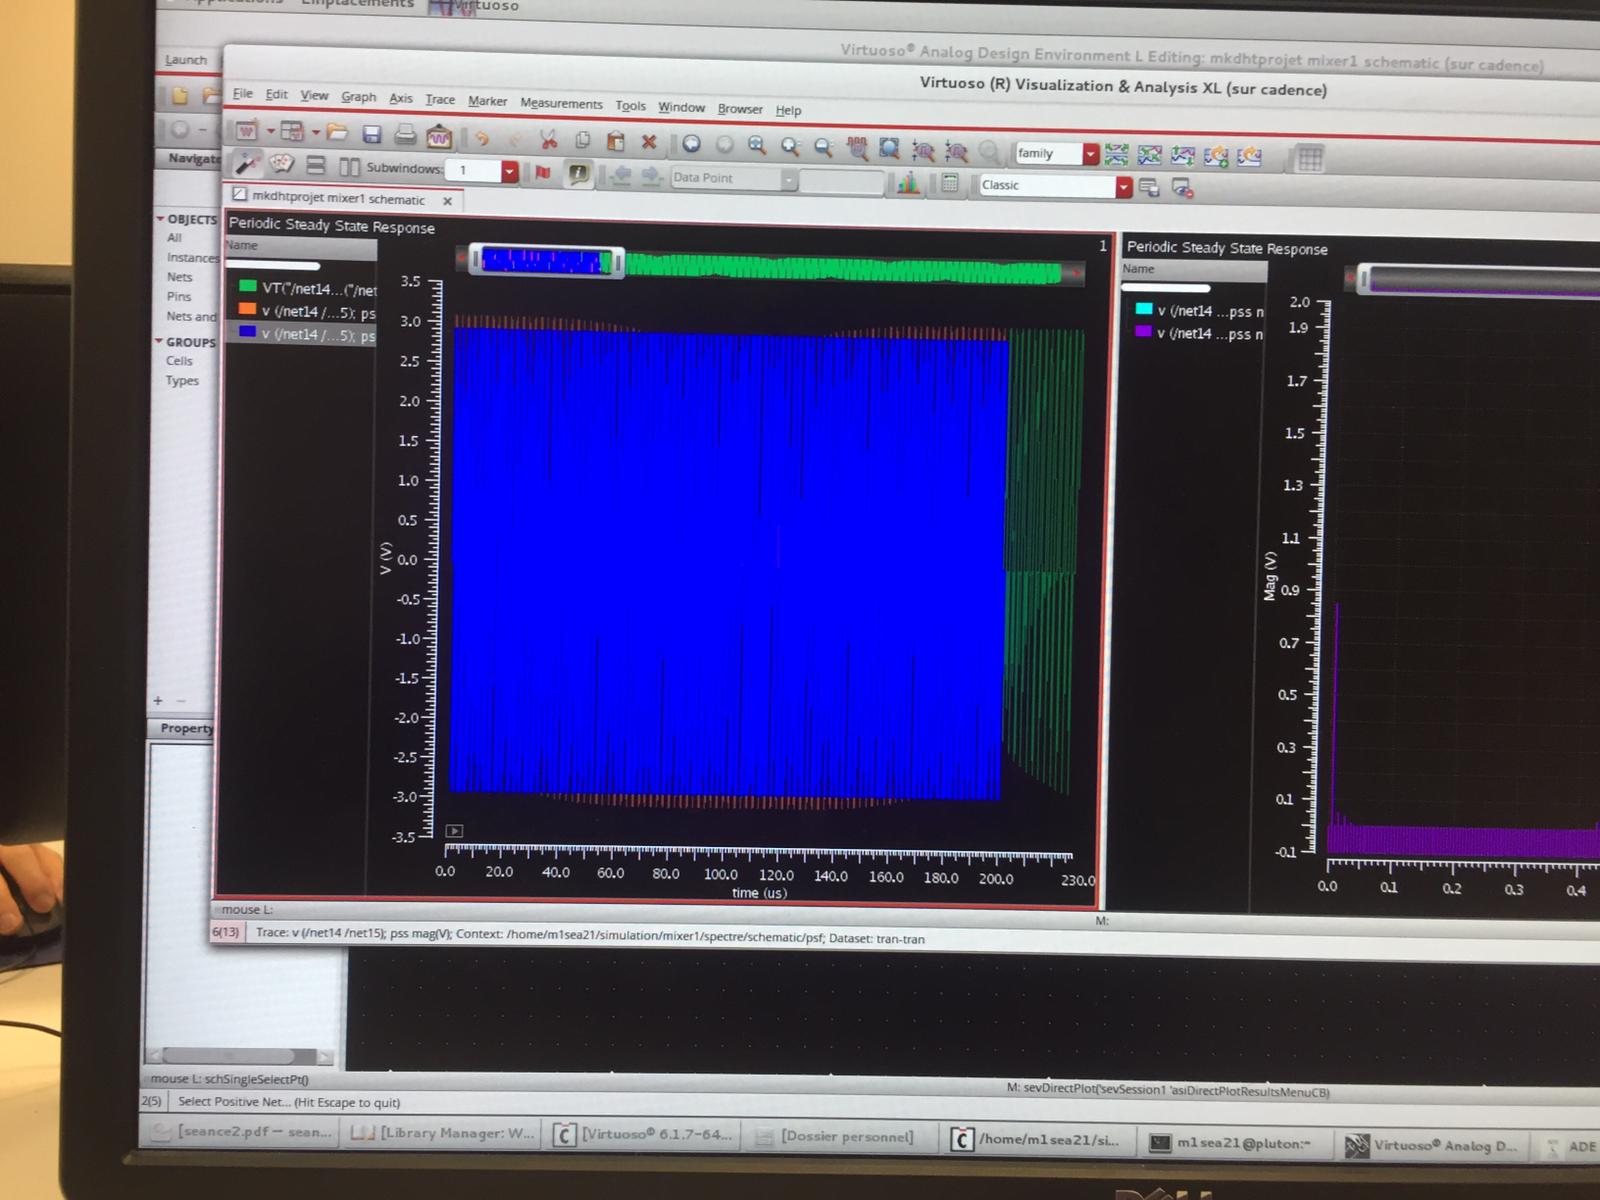 Applications Emplacements Virtuoso
Virtuoso® Analog Design Environment L Editing: mkdhtprojet mixer1 schematic (sur cadence)
Launch
Virtuoso (R) Visualization & Analysis XL (sur cadence)
File Edit View Graph Axis Trace Marker Measurements Tools Window Browser Help
family
Subwindows: 1
Data Point
Classic
mkdhtprojet mixer1 schematic
Navigato
OBJECTS
All
Instances
Nets
Pins
Nets and
GROUPS
Cells
Types
Property
Periodic Steady State Response
1
Name
VT("/net14...("/net
v (/net14 /...5); ps
v (/net14 /...5); ps
3.5
3.0
2.5
2.0
1.5
1.0
0.5
0.0
-0.5
-1.0
-1.5
-2.0
-2.5
-3.0
-3.5
V (V)
0.0 20.0 40.0 60.0 80.0 100.0 120.0 140.0 160.0 180.0 200.0 230.0
time (us)
Periodic Steady State Response
Name
v (/net14 ...pss n
v (/net14 ...pss n
2.0
1.9
1.7
1.5
1.3
1.1
0.9
0.7
0.5
0.3
0.1
-0.1
Mag (V)
0.0 0.1 0.2 0.3 0.4
mouse L:
M:
6(13) Trace: v (/net14 /net15); pss mag(V); Context: /home/m1sea21/simulation/mixer1/spectre/schematic/psf; Dataset: tran-tran
mouse L: schSingleSelectPt()
M: sevDirectPlot('sevSession1 'asiDirectPlotResultsMenuCB)
2(5) Select Positive Net... (Hit Escape to quit)
[seance2.pdf — sean...
[Library Manager: W...
[Virtuoso® 6.1.7-64...
[Dossier personnel]
/home/m1sea21/si...
m1sea21@pluton:~
Virtuoso® Analog D...
ADE
DELL